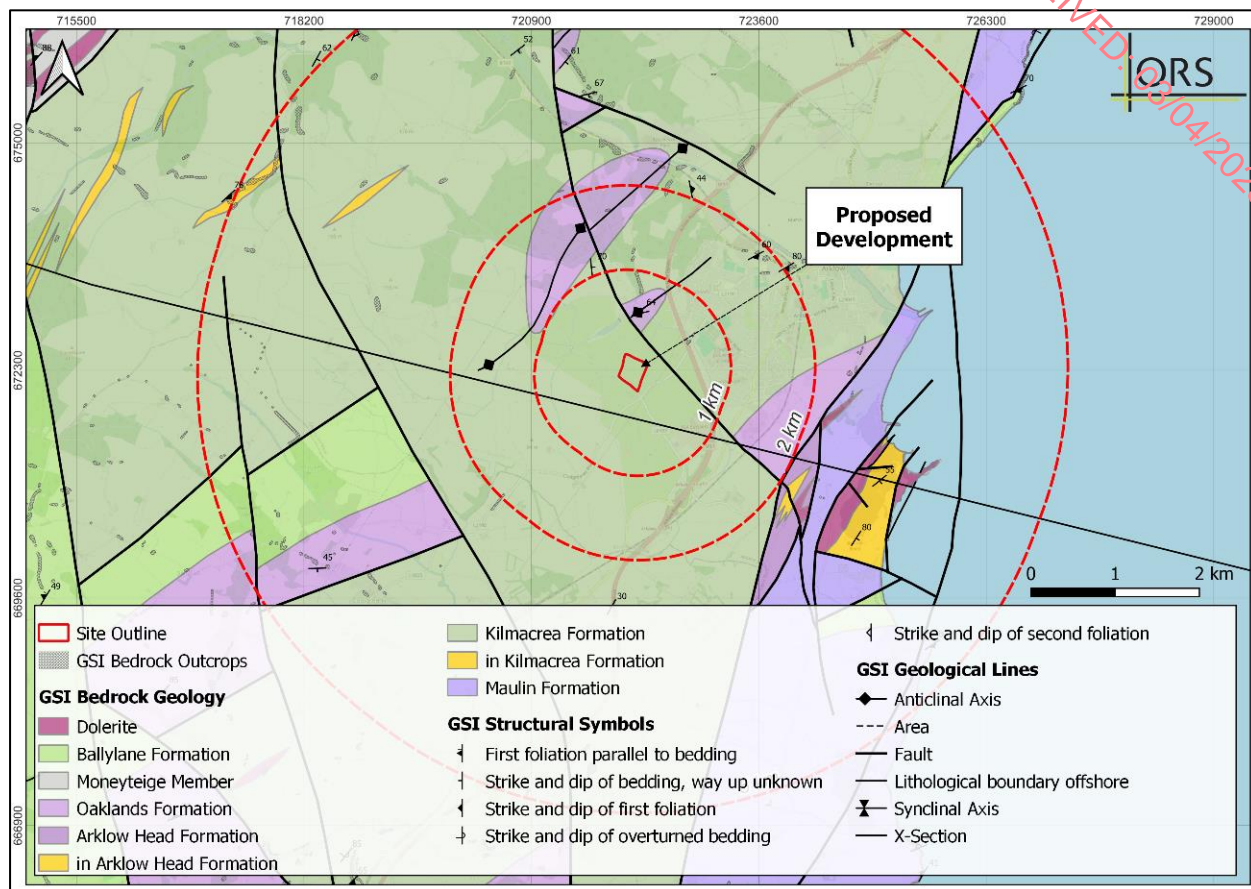 715500
718200
720900
723600
726300
729000
675000
672300
669600
666900
IVED: 03/04/202
ORS
Proposed
Development
1 km
2 km
88
62
52
61
67
70
76
44
60
80
64
55
80
45
49
30
0 1 2 km
Site Outline
GSI Bedrock Outcrops
GSI Bedrock Geology
Dolerite
Ballylane Formation
Moneyteige Member
Oaklands Formation
Arklow Head Formation
in Arklow Head Formation
Kilmacrea Formation
in Kilmacrea Formation
Maulin Formation
GSI Structural Symbols
First foliation parallel to bedding
Strike and dip of bedding, way up unknown
Strike and dip of first foliation
Strike and dip of overturned bedding
Strike and dip of second foliation
GSI Geological Lines
Anticlinal Axis
Area
Fault
Lithological boundary offshore
Synclinal Axis
X-Section